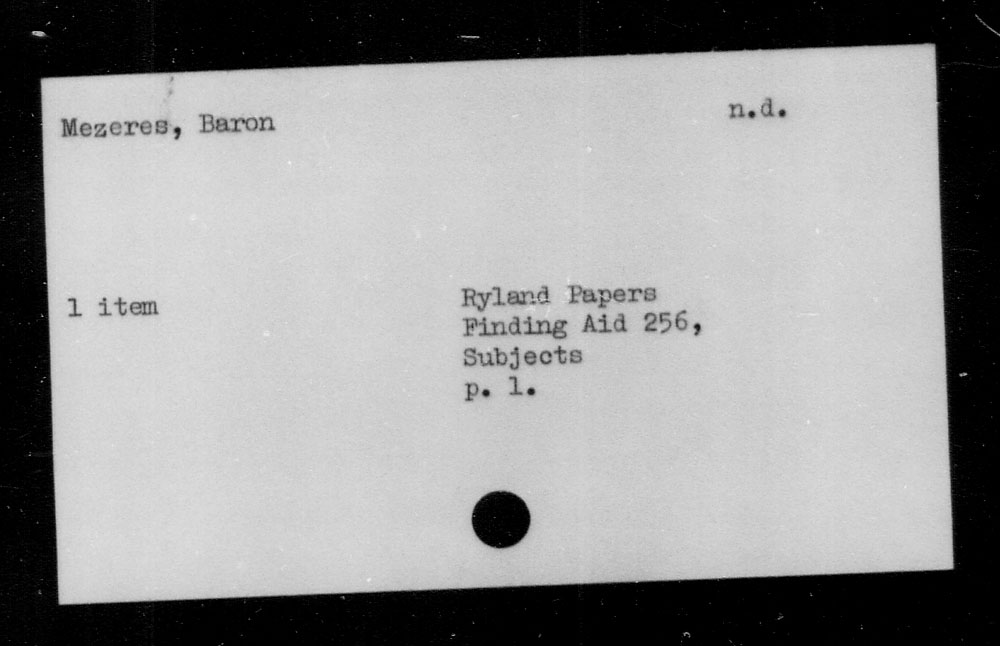 Mezeres, Baron
n.d.
1 item
Ryland Papers
Finding Aid 256,
Subjects
p. 1.